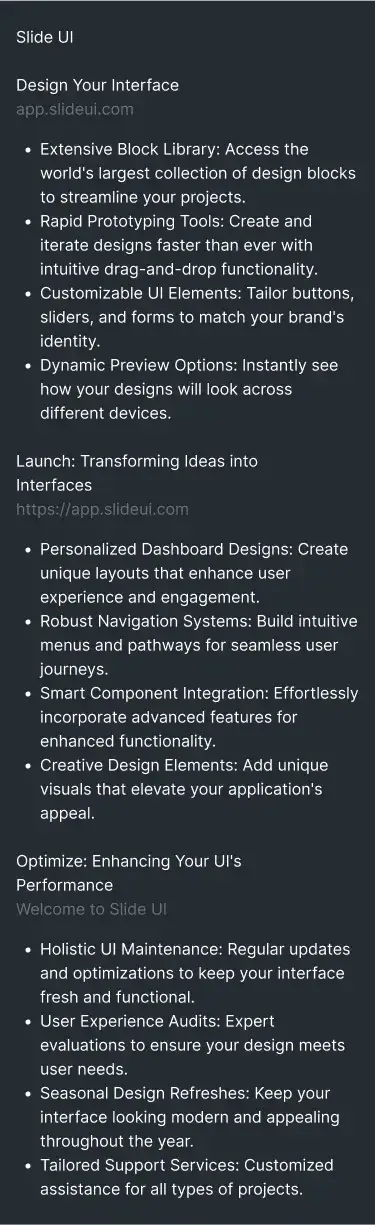 Slide UI
Design Your Interface
app.slideui.com
• Extensive Block Library: Access the
world's largest collection of design blocks
to streamline your projects.
• Rapid Prototyping Tools: Create and
iterate designs faster than ever with
intuitive drag-and-drop functionality.
• Customizable UI Elements: Tailor buttons,
sliders, and forms to match your brand's
identity.
• Dynamic Preview Options: Instantly see
how your designs will look across
different devices.
Launch: Transforming Ideas into
Interfaces
https://app.slideui.com
• Personalized Dashboard Designs: Create
unique layouts that enhance user
experience and engagement.
• Robust Navigation Systems: Build intuitive
menus and pathways for seamless user
journeys.
• Smart Component Integration: Effortlessly
incorporate advanced features for
enhanced functionality.
• Creative Design Elements: Add unique
visuals that elevate your application's
appeal.
Optimize: Enhancing Your UI's
Performance
Welcome to Slide UI
• Holistic UI Maintenance: Regular updates
and optimizations to keep your interface
fresh and functional.
• User Experience Audits: Expert
evaluations to ensure your design meets
user needs.
• Seasonal Design Refreshes: Keep your
interface looking modern and appealing
throughout the year.
• Tailored Support Services: Customized
assistance for all types of projects.